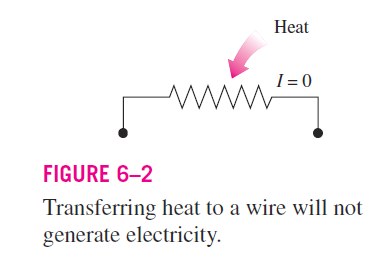 Heat
I = 0
FIGURE 6–2
Transferring heat to a wire will not
generate electricity.